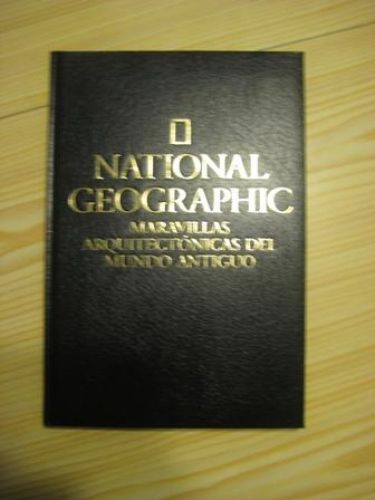 NATIONAL
GEOGRAPHIC
MARAVILLAS
ARQUITECTÓNICAS DEL
MUNDO ANTIGUO